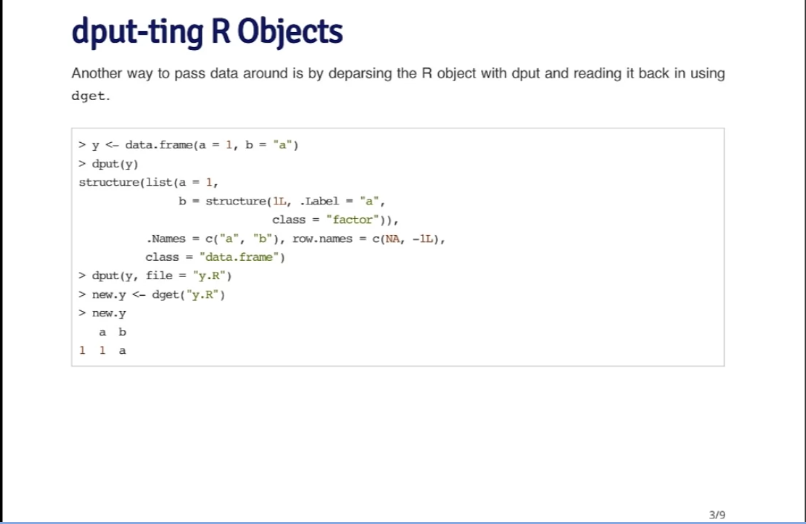 dput-ting R Objects
Another way to pass data around is by deparsing the R object with dput and reading it back in using
dget.
> y <- data.frame(a = 1, b = "a")
> dput(y)
structure(list(a = 1,
               b = structure(1L, .Label = "a",
                             class = "factor")),
          .Names = c("a", "b"), row.names = c(NA, -1L),
          class = "data.frame")
> dput(y, file = "y.R")
> new.y <- dget("y.R")
> new.y
   a  b
1  1  a
3/9